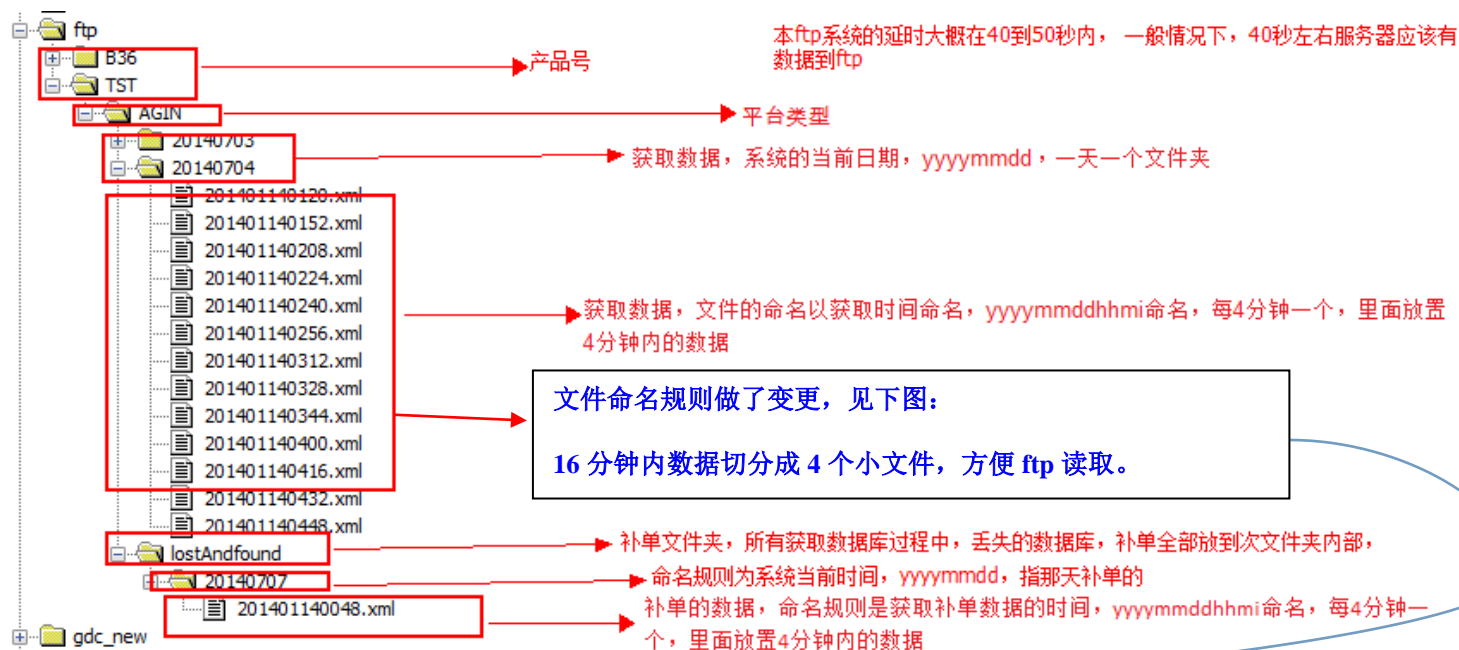 ftp
本ftp系统的延时大概在40到50秒内， 一般情况下，40秒左右服务器应该有
数据到ftp
B36
产品号
TST
AGIN
平台类型
20140703
获取数据，系统的当前日期，yyyymmdd，一天一个文件夹
20140704
201401140120.xml
201401140152.xml
201401140208.xml
201401140224.xml
201401140240.xml
获取数据，文件的命名以获取时间命名，yyyymmddhhmi命名，每4分钟一个，里面放置
4分钟内的数据
201401140256.xml
201401140312.xml
201401140328.xml
201401140344.xml
201401140400.xml
201401140416.xml
201401140432.xml
201401140448.xml
文件命名规则做了变更，见下图：
16 分钟内数据切分成 4 个小文件，方便 ftp 读取。
lostAndfound
补单文件夹，所有获取数据库过程中，丢失的数据库，补单全部放到次文件夹内部，
20140707
命名规则为系统当前时间，yyyymmdd，指那天补单的
201401140048.xml
补单的数据，命名规则是获取补单数据的时间，yyyymmddhhmi命名，每4分钟一
个，里面放置4分钟内的数据
gdc_new